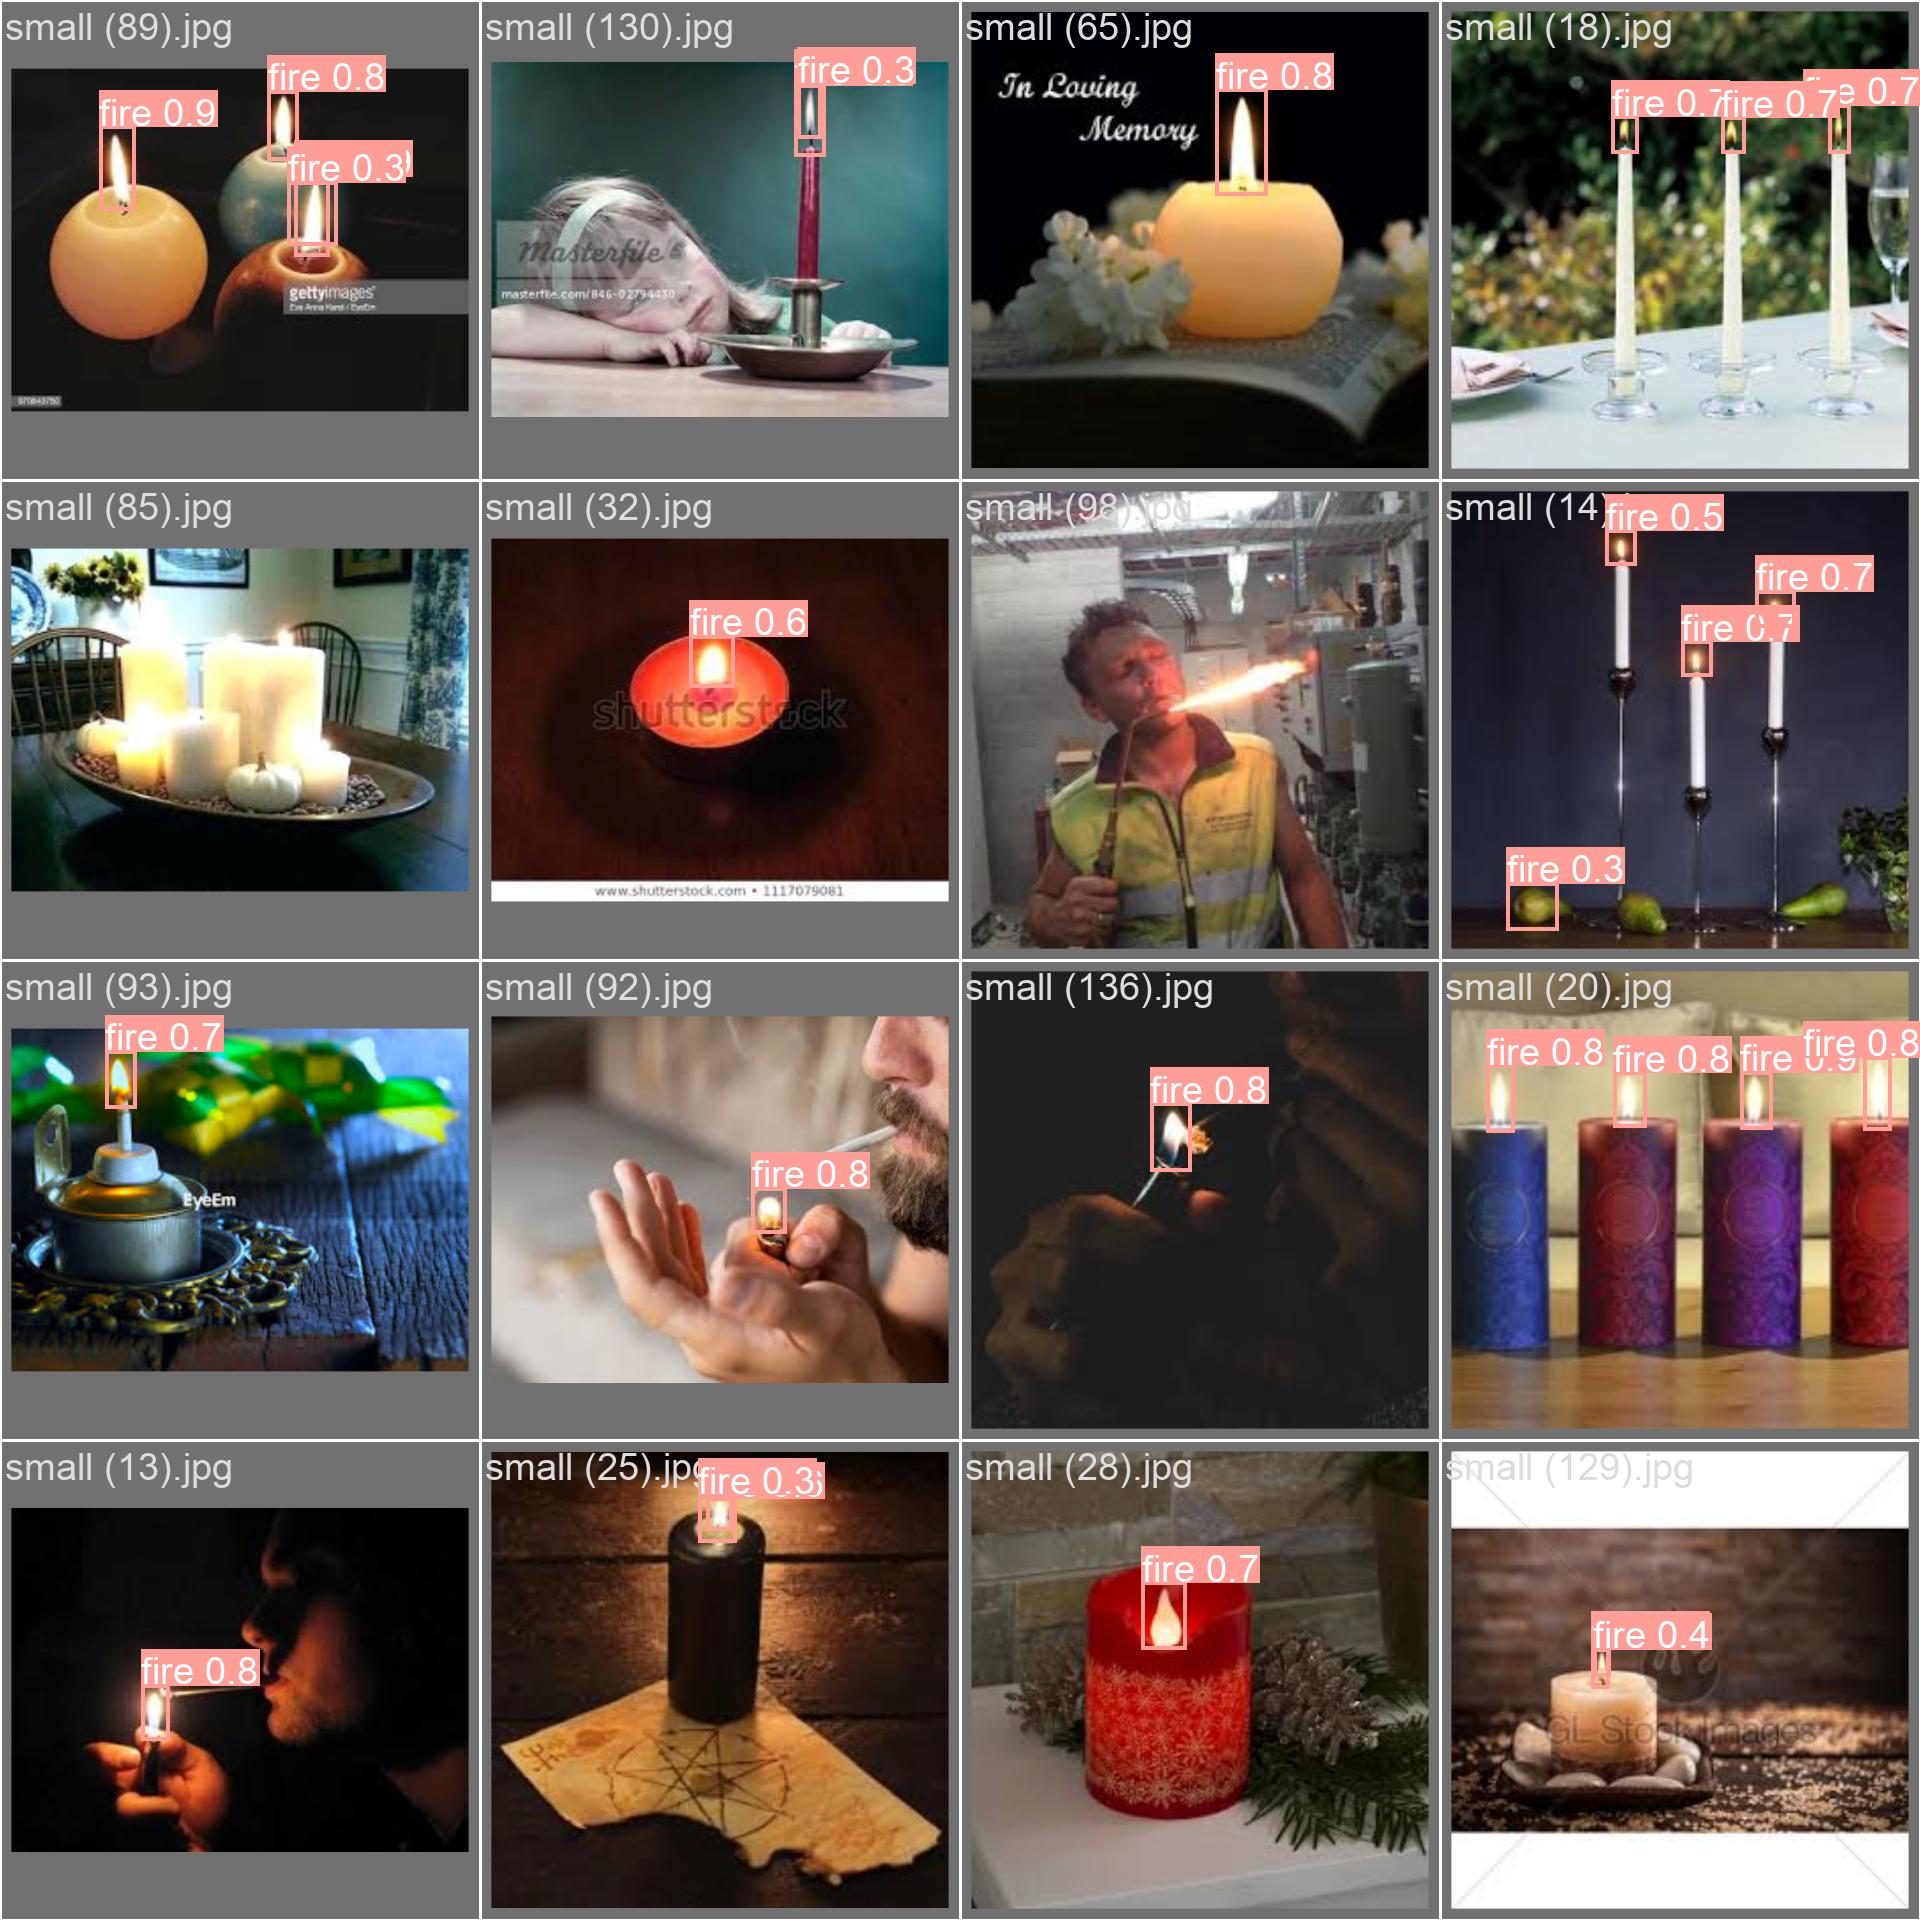 small (89).jpg
fire 0.8
fire 0.9
fire 0.3
gettyimages
Eva Anna Karol / EyeEm
small (130).jpg
fire 0.3
Masterfile
masterfile.com/846-02794430
small (65).jpg
fire 0.8
In Loving
Memory
small (18).jpg
fire 0.7
fire 0.7
e 0.7
small (85).jpg
small (32).jpg
fire 0.6
shutterstock
www.shutterstock.com • 1117079081
small (98).jpg
small (14)
fire 0.5
fire 0.7
fire 0.7
fire 0.3
small (93).jpg
fire 0.7
EyeEm
small (92).jpg
fire 0.8
small (136).jpg
fire 0.8
small (20).jpg
fire 0.8
fire 0.8
fire 0.9
fire 0.8
small (13).jpg
fire 0.8
small (25).jpg
fire 0.3
small (28).jpg
fire 0.7
small (129).jpg
fire 0.4
GL Stock Images